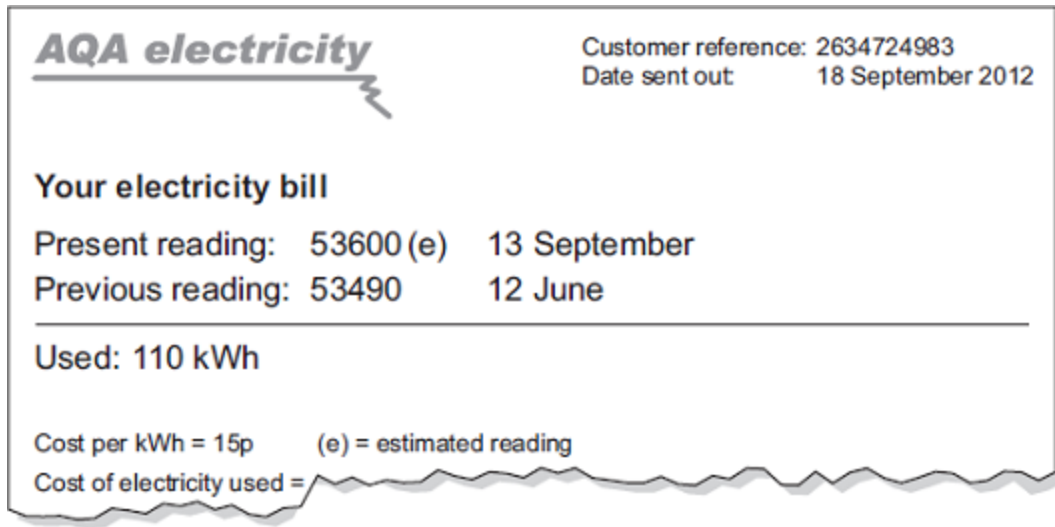 AQA electricity
Customer reference: 2634724983
Date sent out: 18 September 2012
Your electricity bill
Present reading: 53600 (e) 13 September
Previous reading: 53490 12 June
Used: 110 kWh
Cost per kWh = 15p (e) = estimated reading
Cost of electricity used =